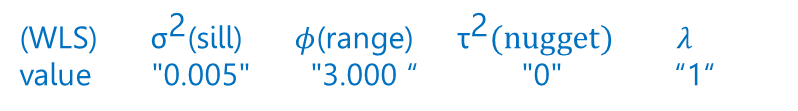 (WLS) σ²(sill) ϕ(range) τ²(nugget) λ
value "0.005" "3.000 “ "0" “1“